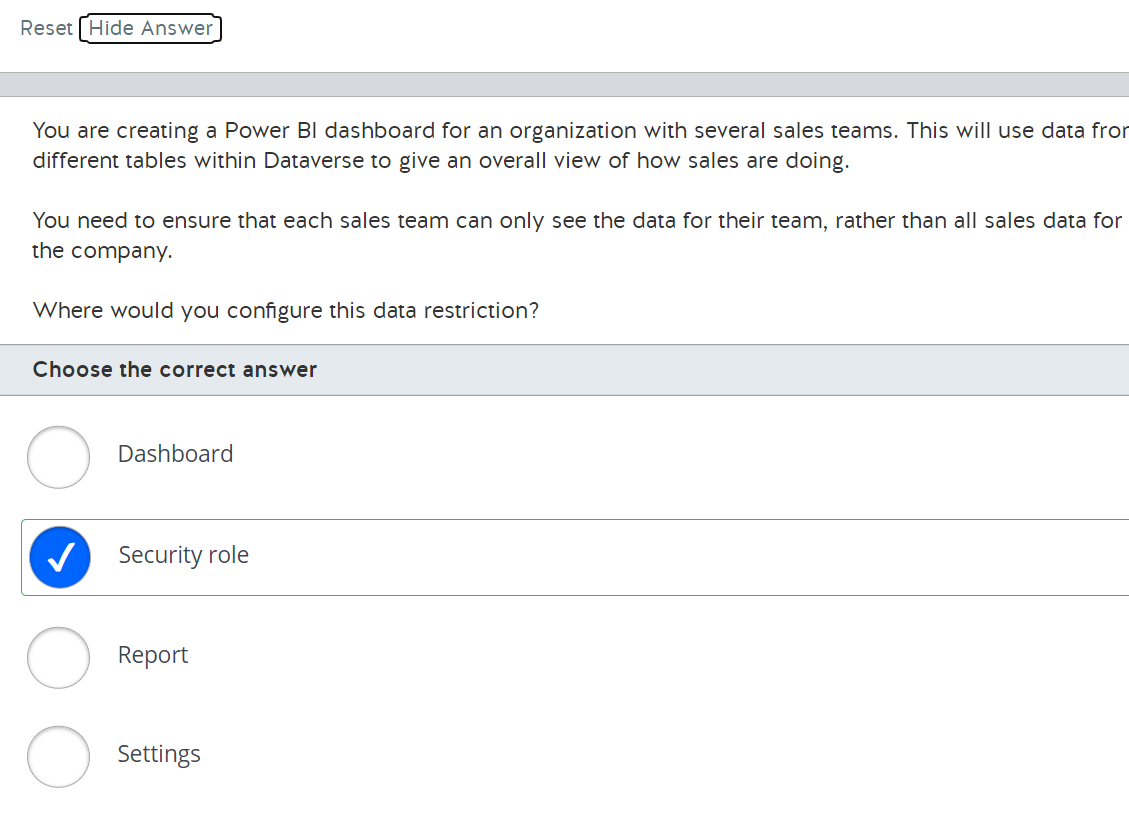 Reset Hide Answer
You are creating a Power BI dashboard for an organization with several sales teams. This will use data
different tables within Dataverse to give an overall view of how sales are doing.
You need to ensure that each sales team can only see the data for their team, rather than all sales data for
the company.
Where would you configure this data restriction?
Choose the correct answer
Dashboard
Security role
Report
Settings